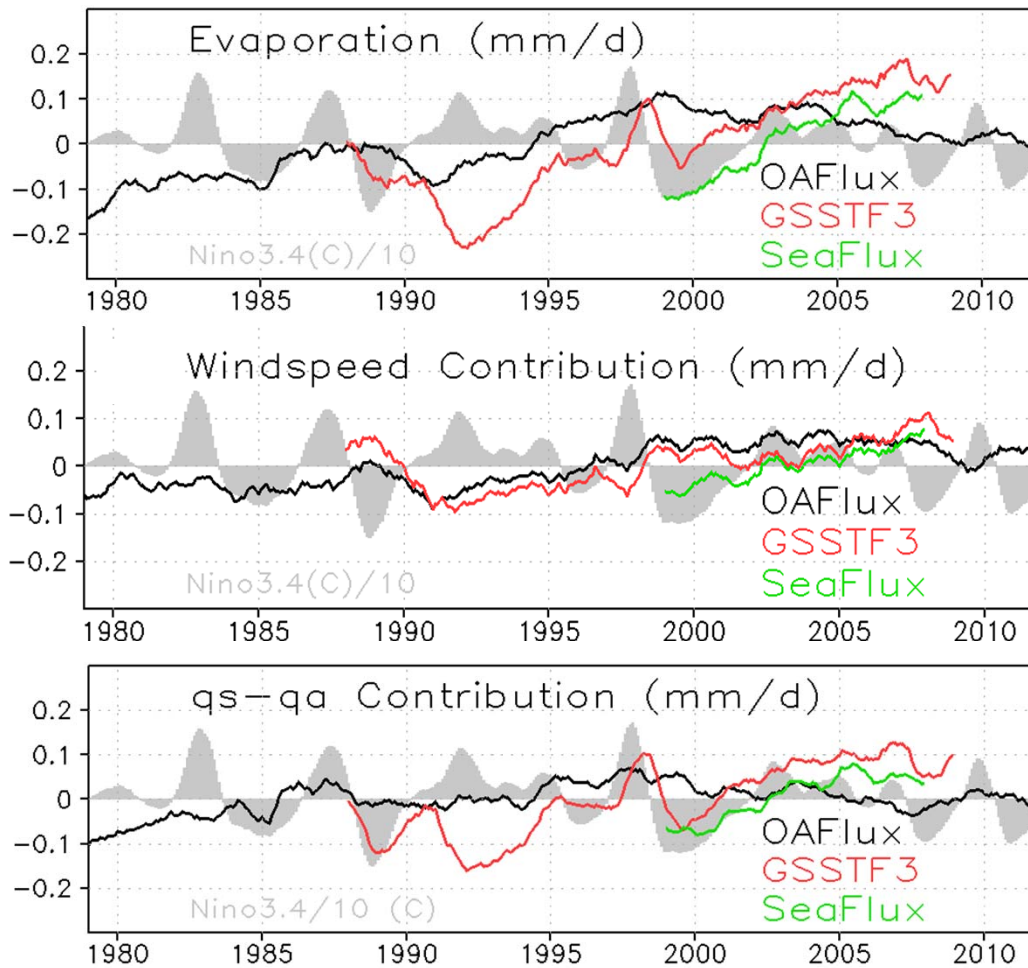 Evaporation (mm/d)
0.2
0.1
0
-0.1
-0.2
OAFlux
GSSTF3
SeaFlux
Nino3.4(C)/10
1980 1985 1990 1995 2000 2005 2010
Windspeed Contribution (mm/d)
0.2
0.1
0
-0.1
-0.2
OAFlux
GSSTF3
SeaFlux
Nino3.4(C)/10
1980 1985 1990 1995 2000 2005 2010
qs-qa Contribution (mm/d)
0.2
0.1
0
-0.1
-0.2
OAFlux
GSSTF3
SeaFlux
Nino3.4/10 (C)
1980 1985 1990 1995 2000 2005 2010